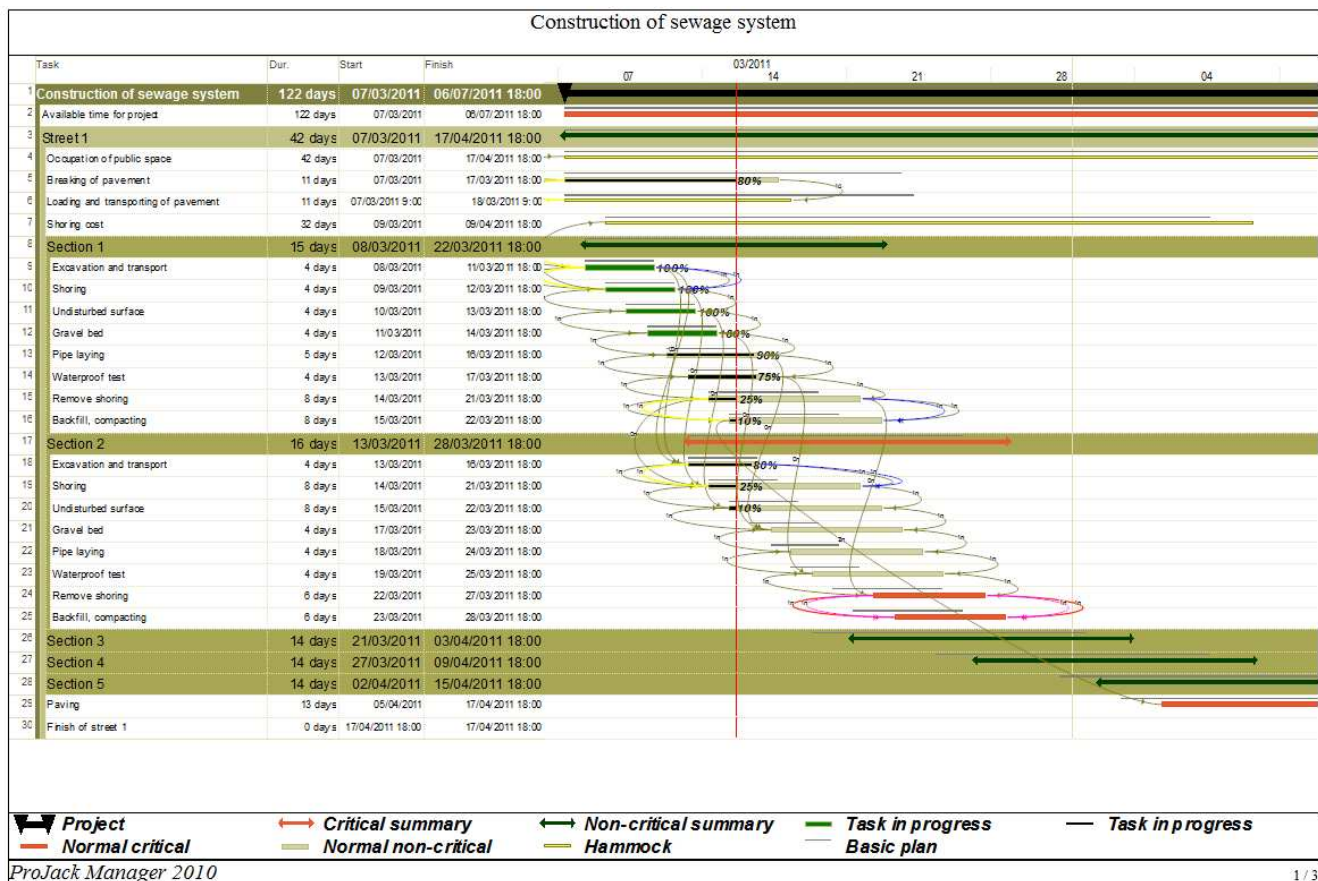 Construction of sewage system
Task Dur. Start Finish 03/2011
07 14 21 28 04
1 Construction of sewage system 122 days 07/03/2011 06/07/2011 18:00
2 Available time for project 122 days 07/03/2011 06/07/2011 18:00
3 Street 1 42 days 07/03/2011 17/04/2011 18:00
4 Occupation of public space 42 days 07/03/2011 17/04/2011 18:00
5 Breaking of pavement 11 days 07/03/2011 17/03/2011 18:00 80%
6 Loading and transporting of pavement 11 days 07/03/2011 9:00 18/03/2011 9:00
7 Shoring cost 32 days 09/03/2011 09/04/2011 18:00
8 Section 1 15 days 08/03/2011 22/03/2011 18:00
9 Excavation and transport 4 days 08/03/2011 11/03/2011 18:00 100%
10 Shoring 4 days 09/03/2011 12/03/2011 18:00 100%
11 Undisturbed surface 4 days 10/03/2011 13/03/2011 18:00 100%
12 Gravel bed 4 days 11/03/2011 14/03/2011 18:00 100%
13 Pipe laying 5 days 12/03/2011 16/03/2011 18:00 90%
14 Waterproof test 4 days 13/03/2011 17/03/2011 18:00 75%
15 Remove shoring 8 days 14/03/2011 21/03/2011 18:00 25%
16 Backfill, compacting 8 days 15/03/2011 22/03/2011 18:00 10%
17 Section 2 16 days 13/03/2011 28/03/2011 18:00
18 Excavation and transport 4 days 13/03/2011 16/03/2011 18:00 80%
19 Shoring 8 days 14/03/2011 21/03/2011 18:00 25%
20 Undisturbed surface 8 days 15/03/2011 22/03/2011 18:00 10%
21 Gravel bed 4 days 17/03/2011 23/03/2011 18:00
22 Pipe laying 4 days 18/03/2011 24/03/2011 18:00
23 Waterproof test 4 days 19/03/2011 25/03/2011 18:00
24 Remove shoring 6 days 22/03/2011 27/03/2011 18:00
25 Backfill, compacting 6 days 23/03/2011 28/03/2011 18:00
26 Section 3 14 days 21/03/2011 03/04/2011 18:00
27 Section 4 14 days 27/03/2011 09/04/2011 18:00
28 Section 5 14 days 02/04/2011 15/04/2011 18:00
29 Paving 13 days 05/04/2011 17/04/2011 18:00
30 Finish of street 1 0 days 17/04/2011 18:00 17/04/2011 18:00
Project Critical summary Non-critical summary Task in progress Task in progress
Normal critical Normal non-critical Hammock Basic plan
ProJack Manager 2010 1 / 3